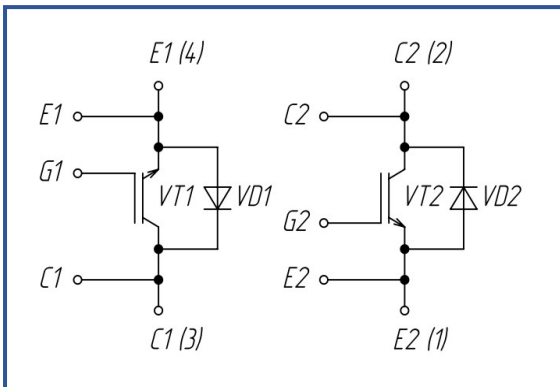 E1 (4)
E1
G1
VT1
VD1
C1
C1 (3)
C2 (2)
C2
G2
VT2
VD2
E2
E2 (1)